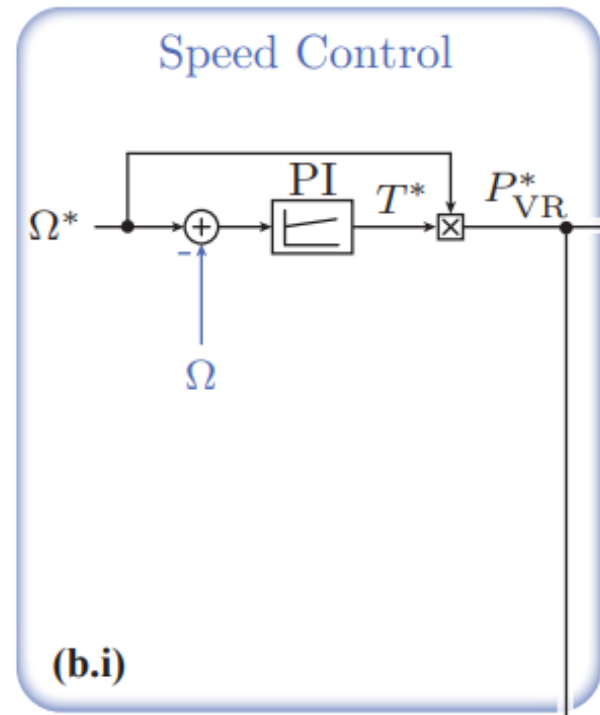 Speed Control
PI
T*
P*VR
Ω*
+
×
-
Ω
(b.i)